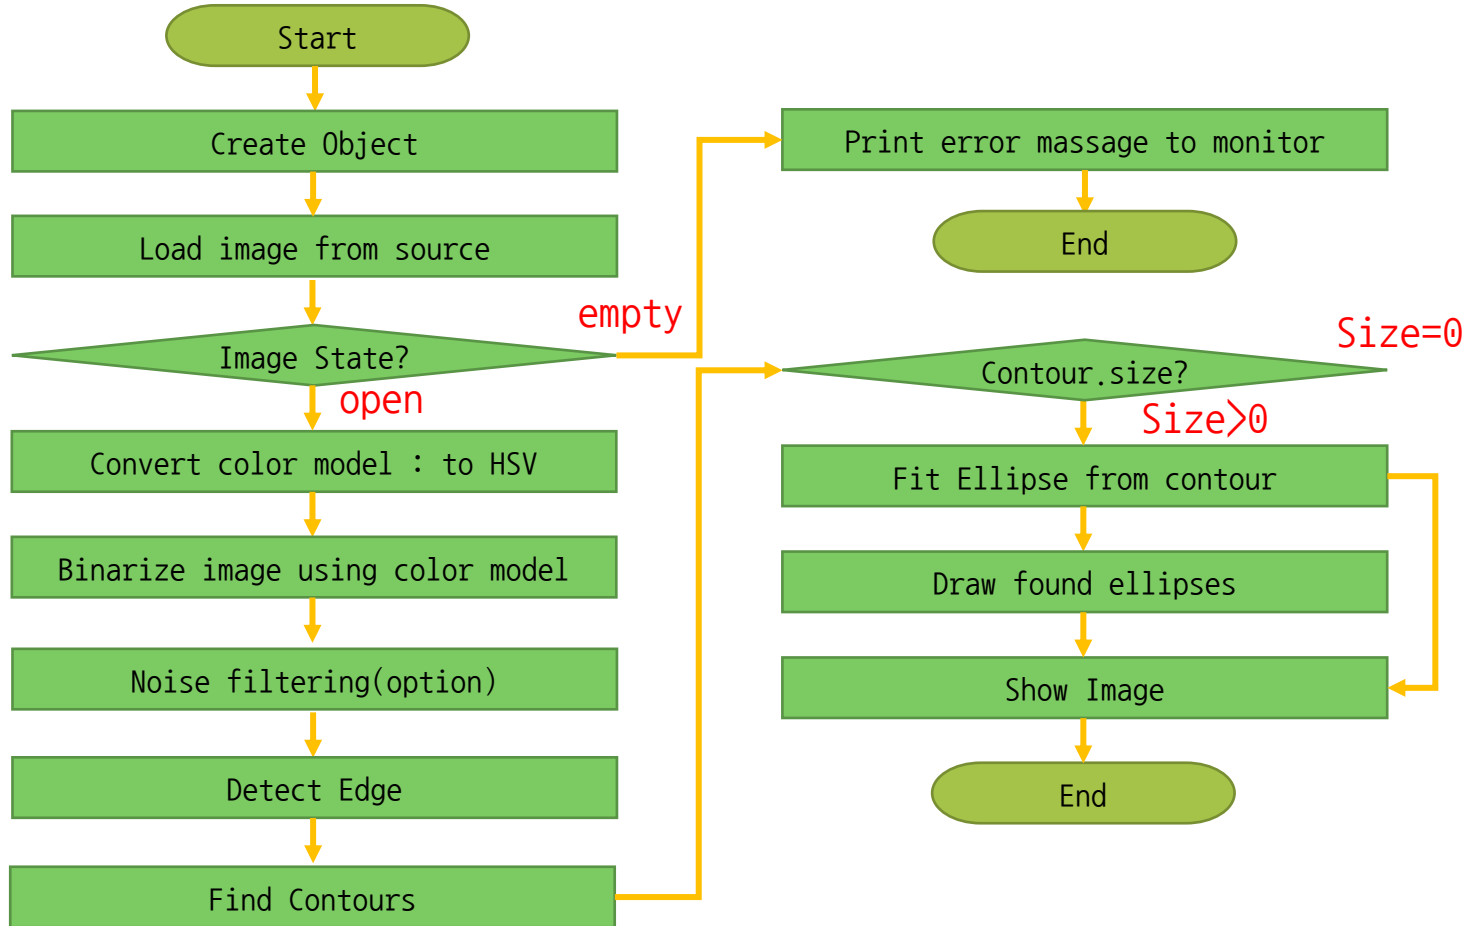 Start
Create Object
Load image from source
Image State?
empty
open
Convert color model : to HSV
Binarize image using color model
Noise filtering(option)
Detect Edge
Find Contours
Print error massage to monitor
End
Contour.size?
Size=0
Size>0
Fit Ellipse from contour
Draw found ellipses
Show Image
End